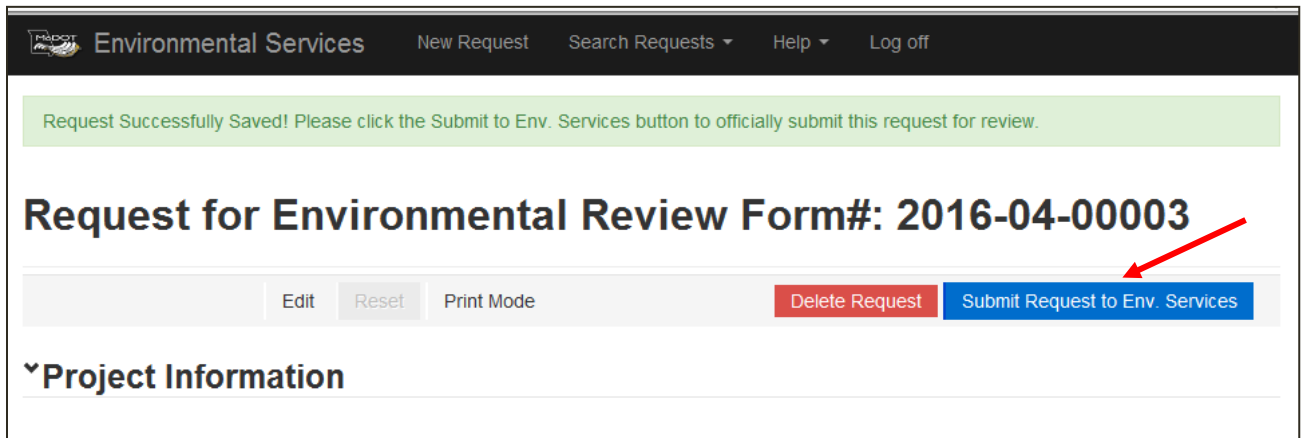 MoDOT Environmental Services New Request Search Requests Help Log off
Request Successfully Saved! Please click the Submit to Env. Services button to officially submit this request for review.
Request for Environmental Review Form#: 2016-04-00003
Edit Reset Print Mode Delete Request Submit Request to Env. Services
Project Information